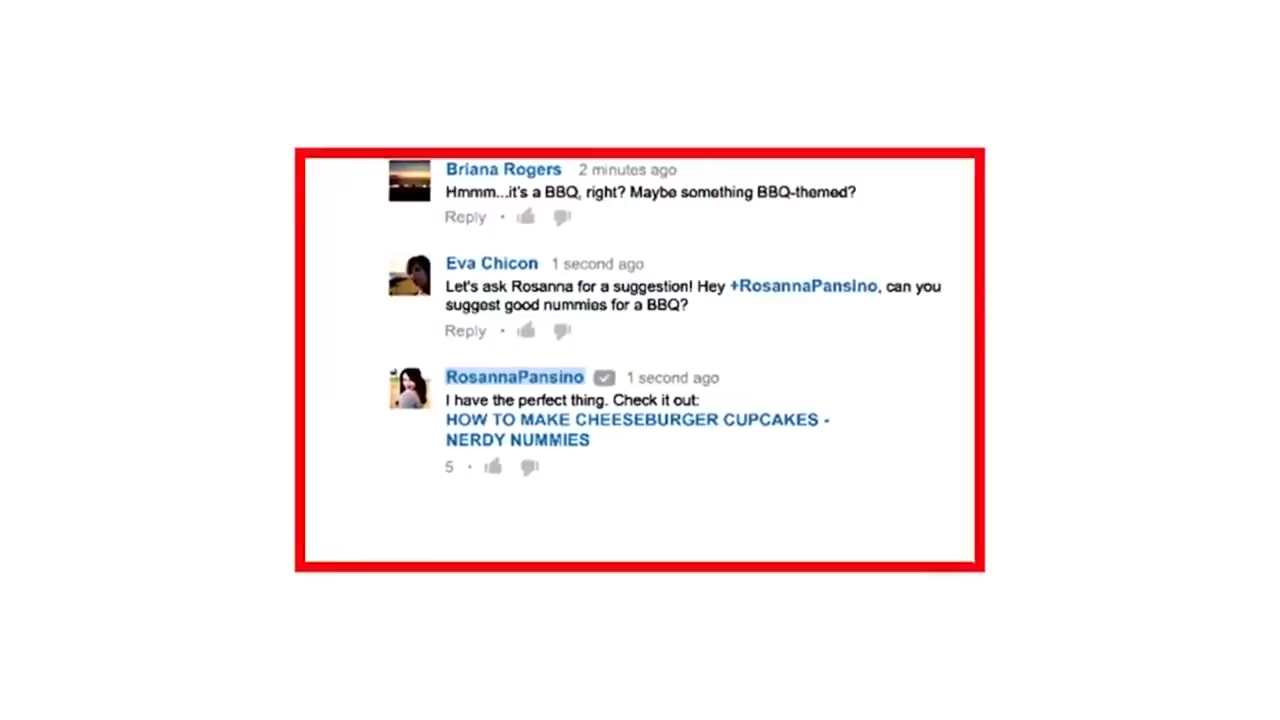 Briana Rogers 2 minutes ago
Hmmm...it's a BBQ, right? Maybe something BBQ-themed?
Reply •
Eva Chicon 1 second ago
Let's ask Rosanna for a suggestion! Hey +RosannaPansino, can you
suggest good nummies for a BBQ?
Reply •
RosannaPansino 1 second ago
I have the perfect thing. Check it out:
HOW TO MAKE CHEESEBURGER CUPCAKES -
NERDY NUMMIES
5 •